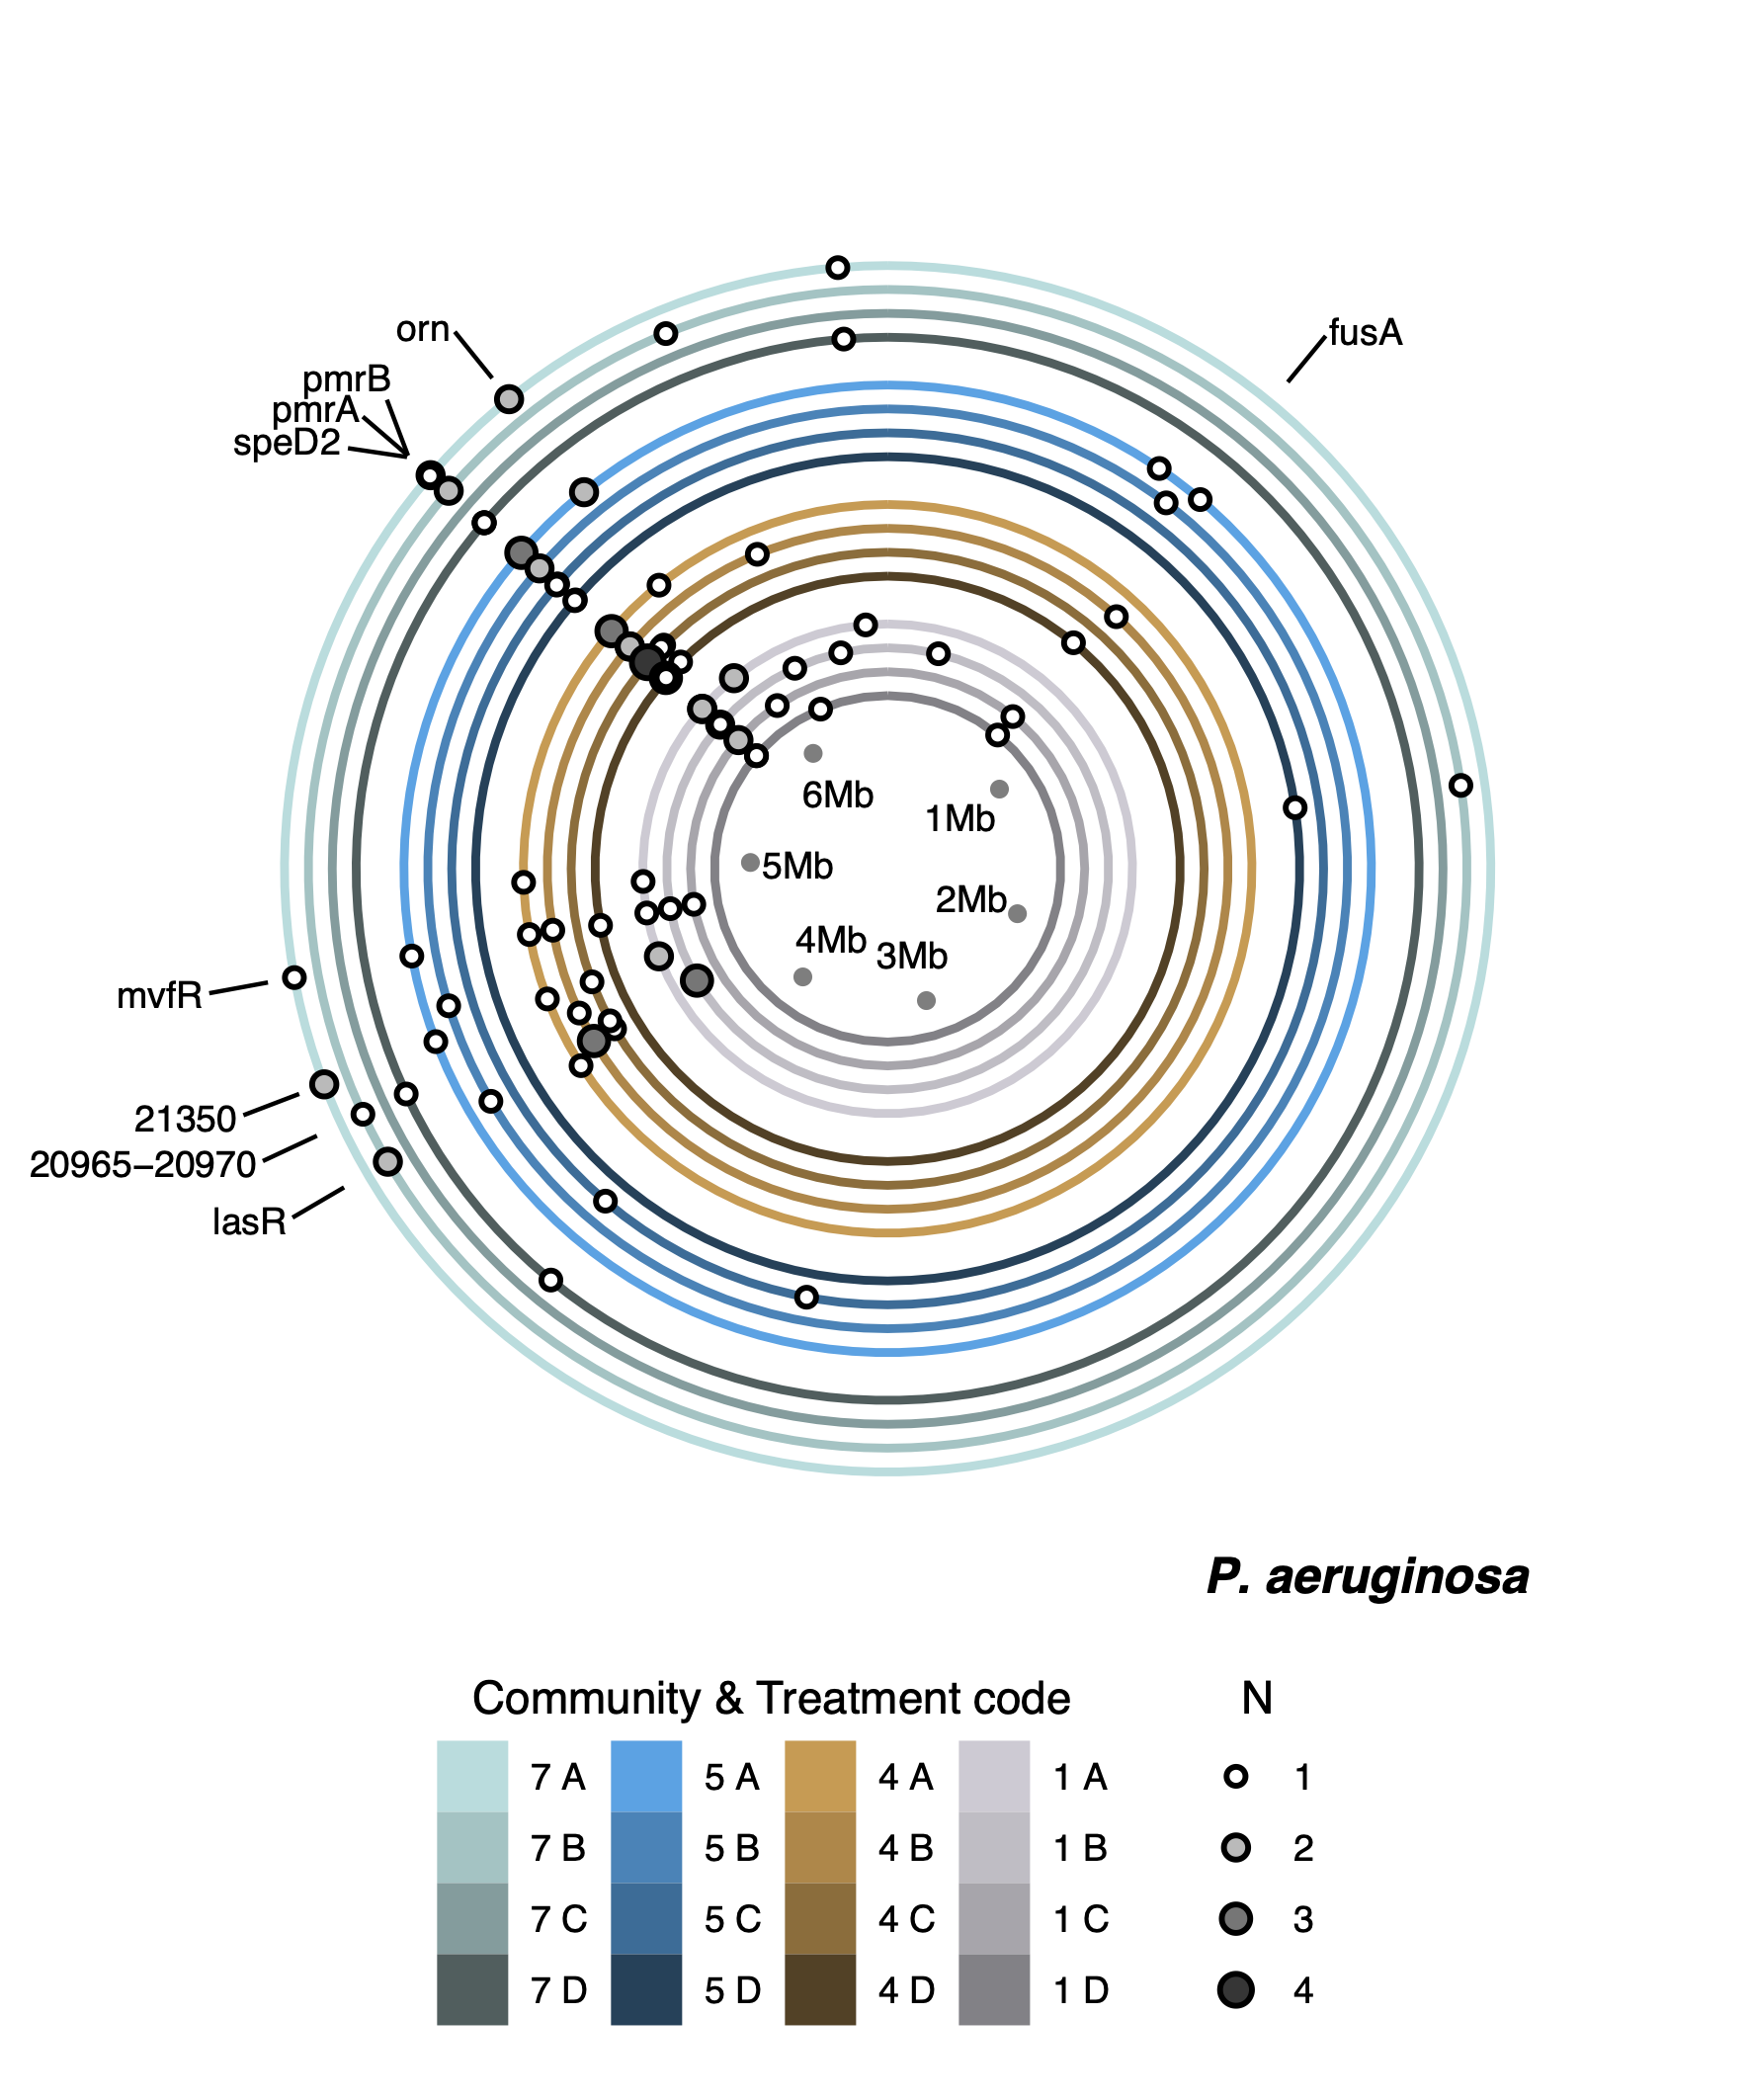 orn
fusA
pmrB
pmrA
speD2
6Mb
1Mb
5Mb
2Mb
4Mb
3Mb
mvfR
21350
20965–20970
lasR
P. aeruginosa
Community & Treatment code N
7 A 5 A 4 A 1 A 1
7 B 5 B 4 B 1 B 2
7 C 5 C 4 C 1 C 3
7 D 5 D 4 D 1 D 4